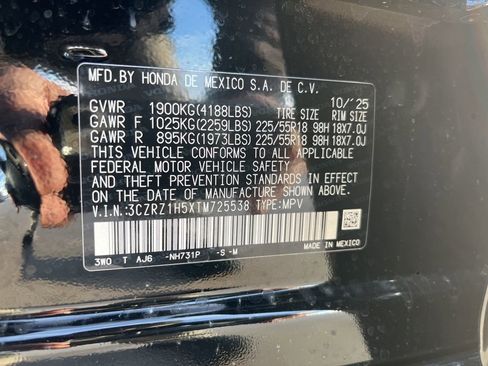 MFD.BY HONDA DE MEXICO S.A. DE C.V.
10/'25
GVWR 1900KG(4188LBS) TIRE SIZE RIM SIZE
GAWR F 1025KG(2259LBS) 225/55R18 98H 18X7.0J
GAWR R 895KG(1973LBS) 225/55R18 98H 18X7.0J
THIS VEHICLE CONFORMS TO ALL APPLICABLE
FEDERAL MOTOR VEHICLE SAFETY
AND THEFT PREVENTION STANDARDS IN EFFECT
ON THE DATE OF MANUFACTURE SHOWN ABOVE.
V.I.N.:3CZRZ1H5XTM725538 TYPE:MPV
3W0 T AJ6 -NH731P -S-M
MADE IN MEXICO